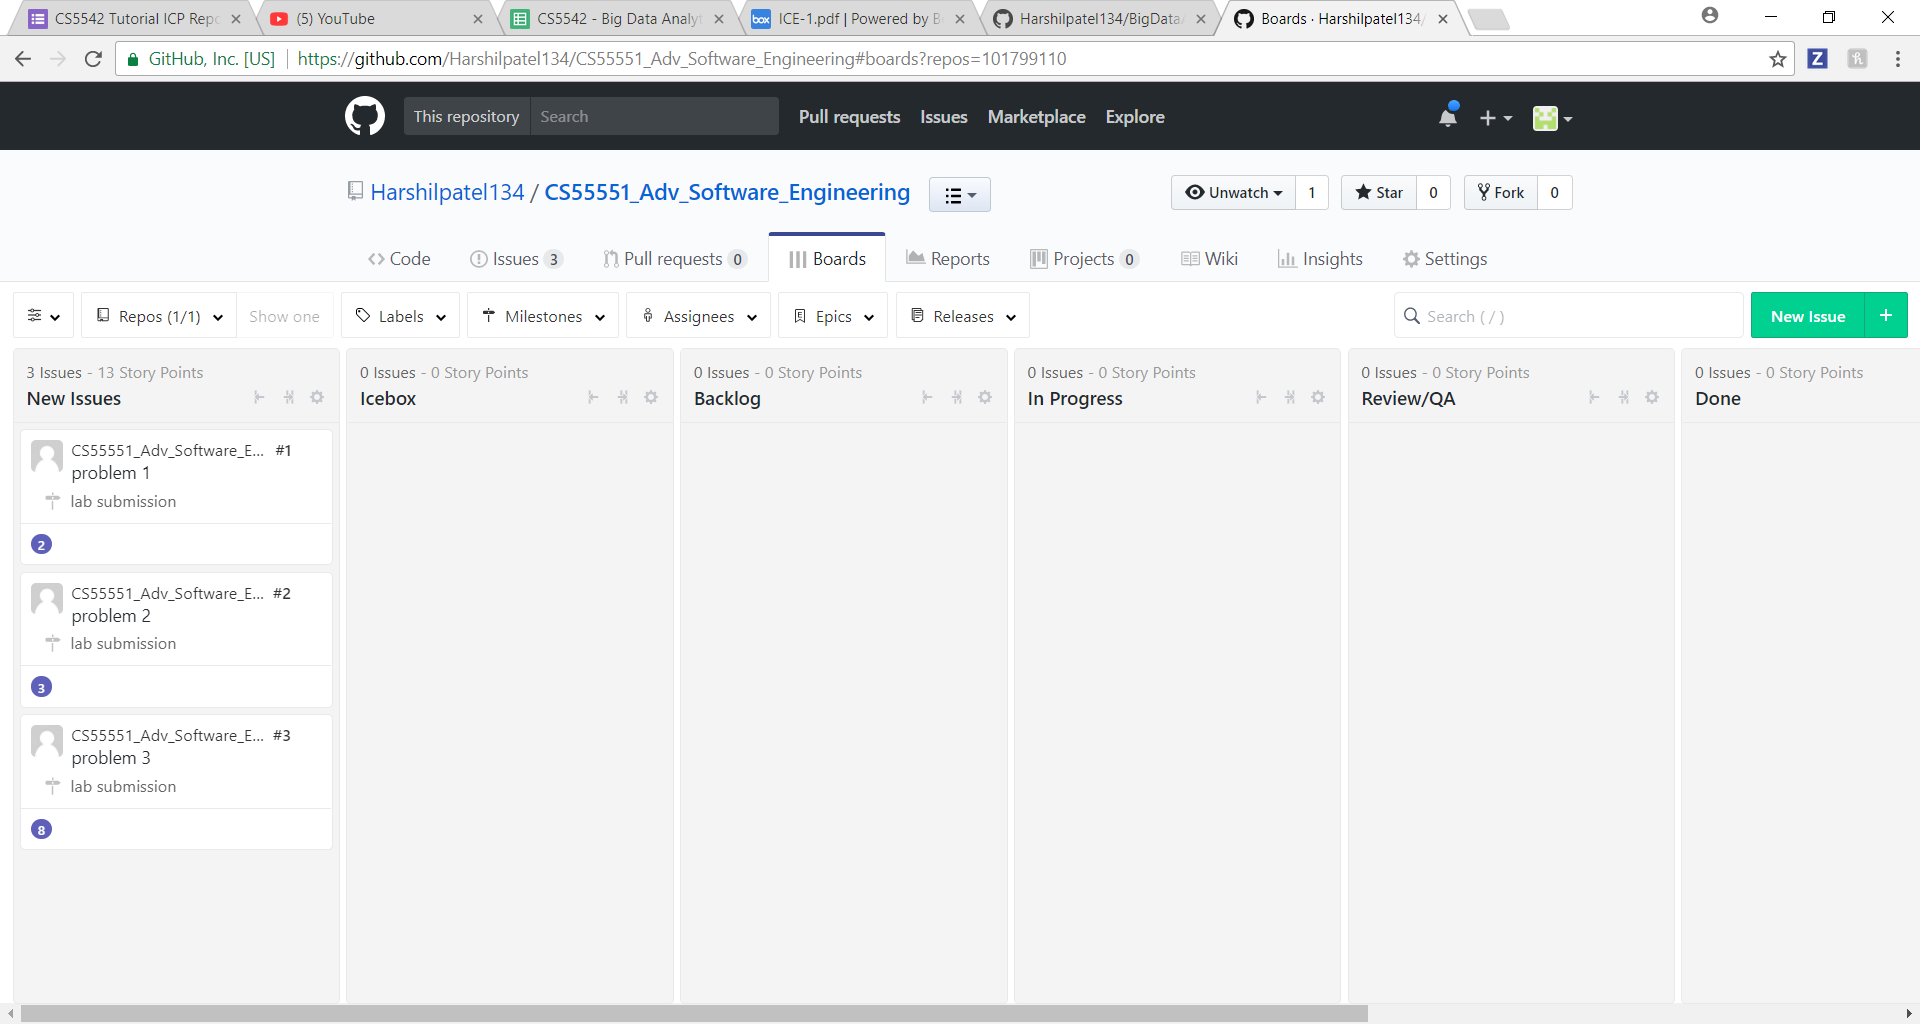 CS5542 Tutorial ICP Repo
(5) YouTube
CS5542 - Big Data Analyt
ICE-1.pdf | Powered by B
Harshilpatel134/BigDataA
Boards · Harshilpatel134/
GitHub, Inc. [US]
https://github.com/Harshilpatel134/CS55551_Adv_Software_Engineering#boards?repos=101799110
This repository
Search
Pull requests
Issues
Marketplace
Explore
Harshilpatel134 / CS55551_Adv_Software_Engineering
Unwatch 1
Star 0
Fork 0
Code
Issues 3
Pull requests 0
Boards
Reports
Projects 0
Wiki
Insights
Settings
Repos (1/1)
Show one
Labels
Milestones
Assignees
Epics
Releases
Search ( / )
New Issue +
3 Issues - 13 Story Points
New Issues
CS55551_Adv_Software_E... #1
problem 1
lab submission
2
CS55551_Adv_Software_E... #2
problem 2
lab submission
3
CS55551_Adv_Software_E... #3
problem 3
lab submission
8
0 Issues - 0 Story Points
Icebox
0 Issues - 0 Story Points
Backlog
0 Issues - 0 Story Points
In Progress
0 Issues - 0 Story Points
Review/QA
0 Issues - 0 Story Points
Done